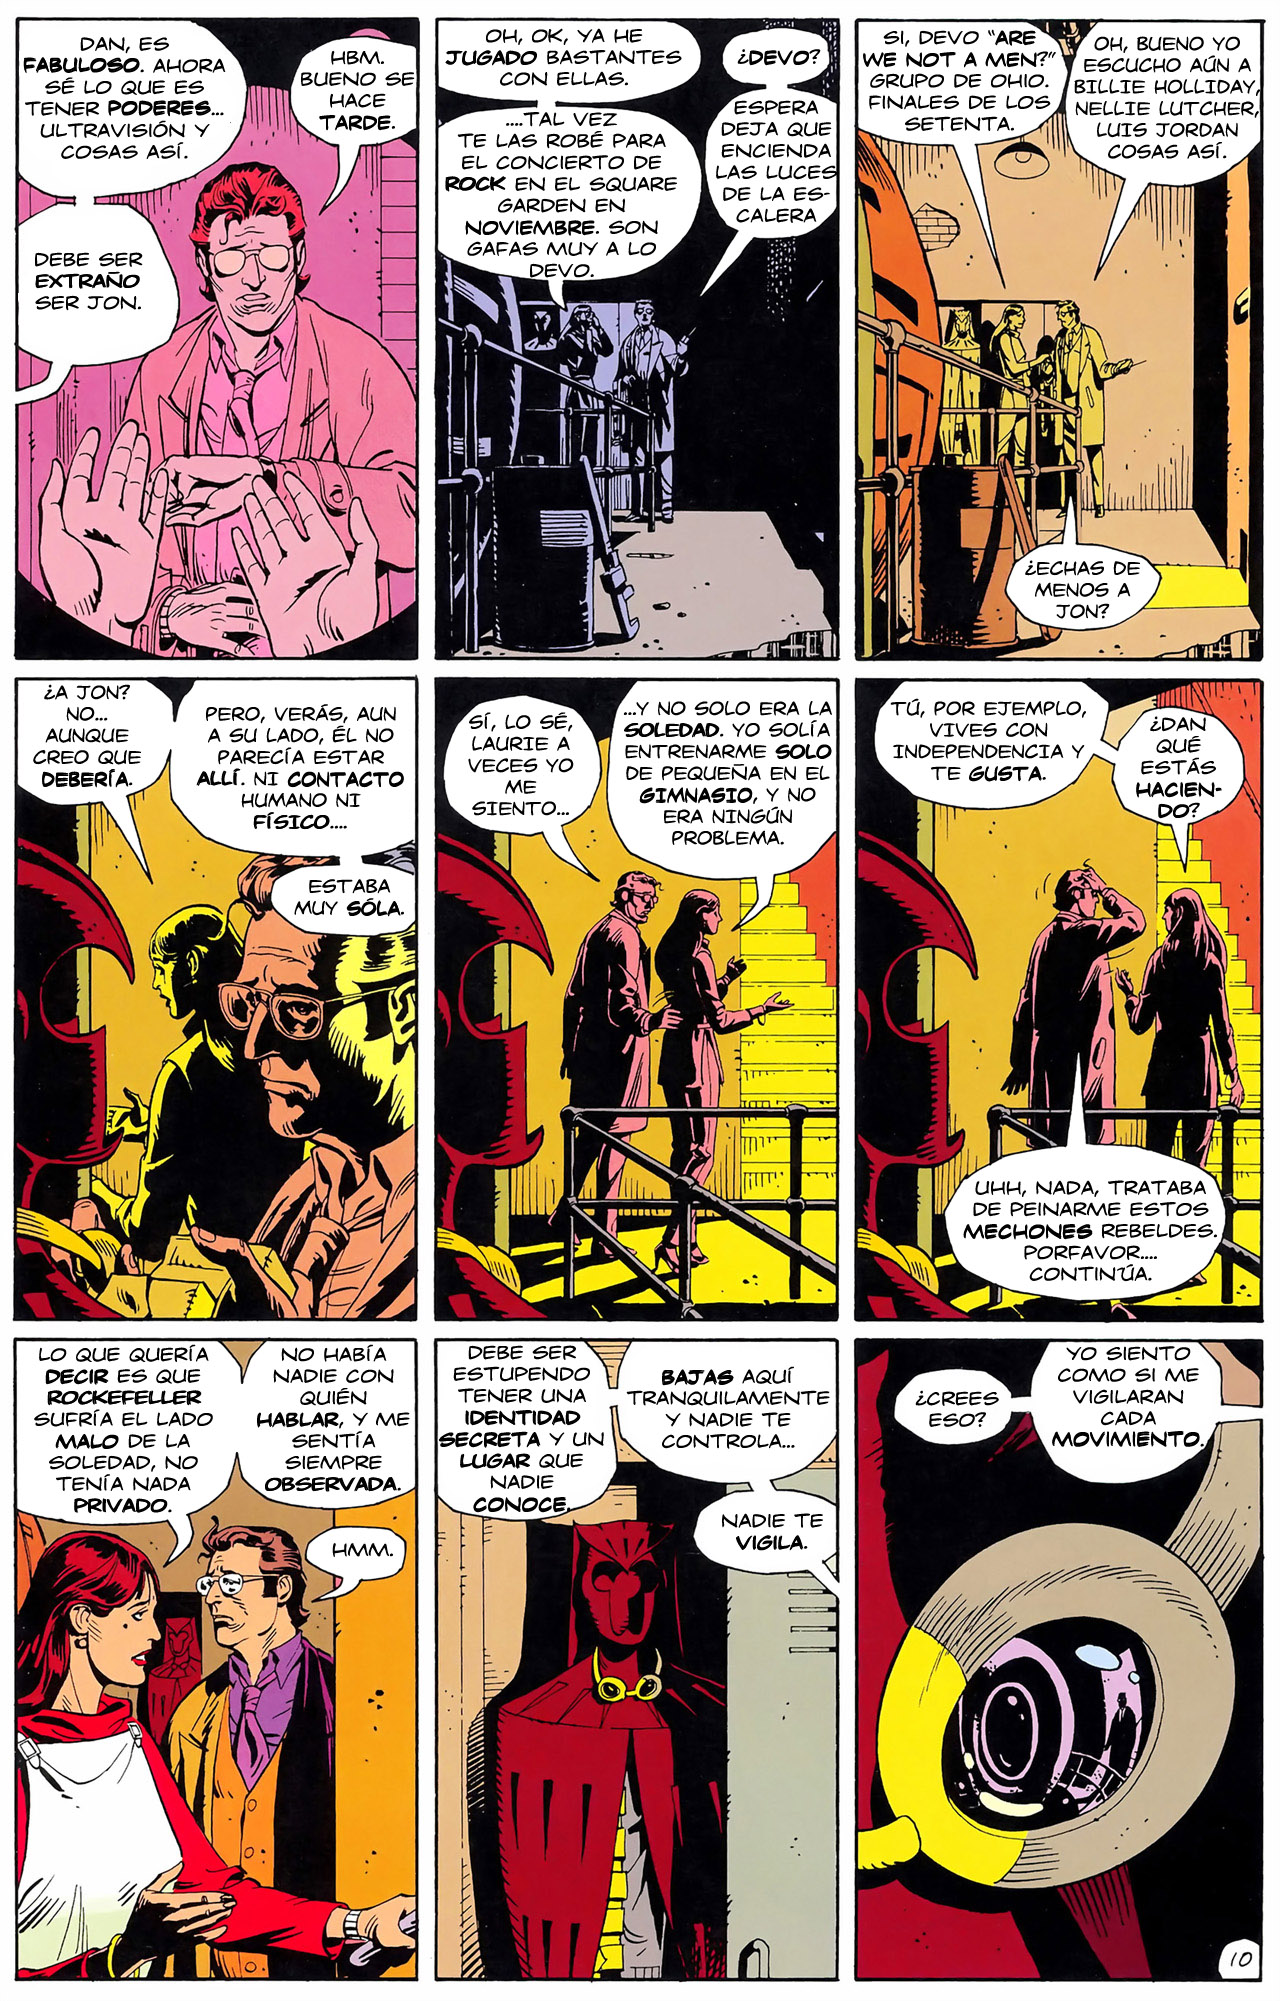 DAN, ES
FABULOSO. AHORA
SÉ LO QUE ES
TENER PODERES...
ULTRAVISIÓN Y
COSAS ASÍ.
HBM.
BUENO SE
HACE
TARDE.
DEBE SER
EXTRAÑO
SER JON.
OH, OK, YA HE
JUGADO BASTANTES
CON ELLAS.
....TAL VEZ
TE LAS ROBÉ PARA
EL CONCIERTO DE
ROCK EN EL SQUARE
GARDEN EN
NOVIEMBRE. SON
GAFAS MUY A LO
DEVO.
¿DEVO?
ESPERA
DEJA QUE
ENCIENDA
LAS LUCES
DE LA ES-
CALERA
SI, DEVO "ARE
WE NOT A MEN?"
GRUPO DE OHIO.
FINALES DE LOS
SETENTA.
OH, BUENO YO
ESCUCHO AÚN A
BILLIE HOLLIDAY,
NELLIE LUTCHER,
LUIS JORDAN
COSAS ASÍ.
¿ECHAS DE
MENOS A
JON?
¿A JON?
NO...
AUNQUE
CREO QUE
DEBERÍA.
PERO, VERÁS, AUN
A SU LADO, ÉL NO
PARECÍA ESTAR
ALLÍ. NI CONTACTO
HUMANO NI
FÍSICO....
ESTABA
MUY SÓLA.
SÍ, LO SÉ,
LAURIE A
VECES YO
ME
SIENTO...
...Y NO SOLO ERA LA
SOLEDAD. YO SOLÍA
ENTRENARME SOLO
DE PEQUEÑA EN EL
GIMNASIO, Y NO
ERA NINGÚN
PROBLEMA.
TÚ, POR EJEMPLO,
VIVES CON
INDEPENDENCIA Y
TE GUSTA.
¿DAN
QUÉ
ESTÁS
HACIEN-
DO?
UHH, NADA, TRATABA
DE PEINARME ESTOS
MECHONES REBELDES.
PORFAVOR....
CONTINÚA.
LO QUE QUERÍA
DECIR ES QUE
ROCKEFELLER
SUFRÍA EL LADO
MALO DE LA
SOLEDAD, NO
TENÍA NADA
PRIVADO.
NO HABÍA
NADIE CON
QUIÉN
HABLAR, Y ME
SENTÍA
SIEMPRE
OBSERVADA.
HMM.
DEBE SER
ESTUPENDO
TENER UNA
IDENTIDAD
SECRETA Y UN
LUGAR QUE
NADIE
CONOCE.
BAJAS AQUÍ
TRANQUILAMENTE
Y NADIE TE
CONTROLA...
NADIE TE
VIGILA.
¿CREES
ESO?
YO SIENTO
COMO SI ME
VIGILARAN
CADA
MOVIMIENTO.
10